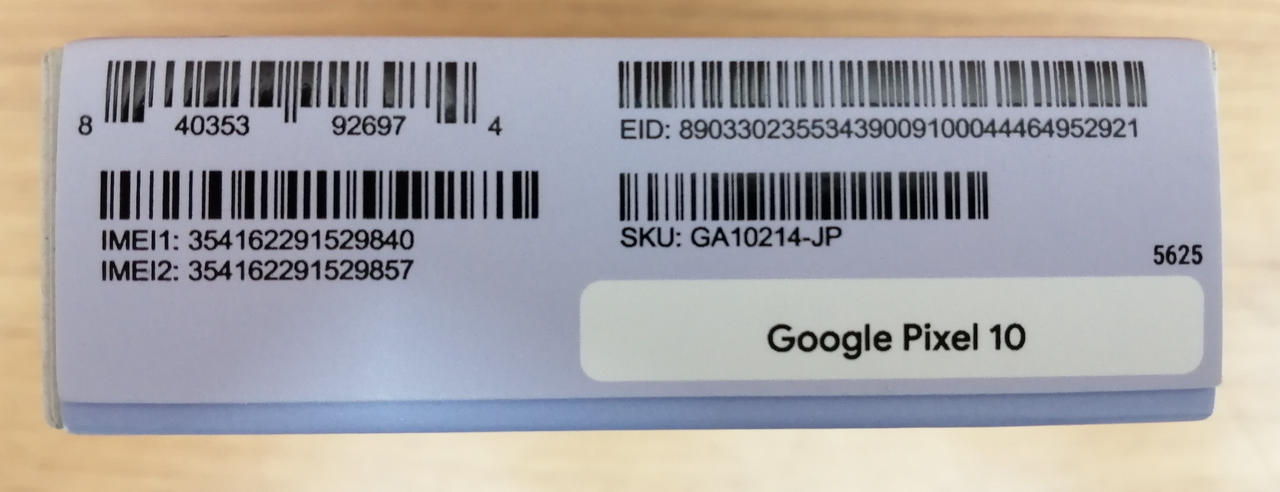 8 40353 92697 4
IMEI1: 354162291529840
IMEI2: 354162291529857
EID: 89033023553439009100044464952921
SKU: GA10214-JP
5625
Google Pixel 10